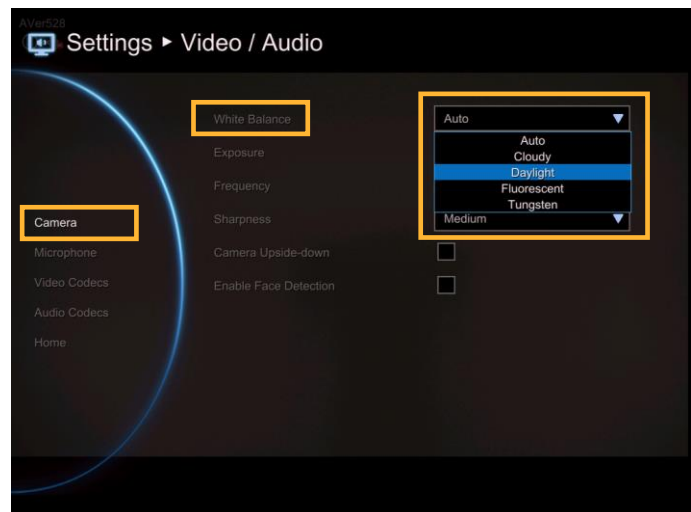 AVer528
Settings ► Video / Audio
White Balance
Auto ▼
Auto
Cloudy
Daylight
Fluorescent
Tungsten
Exposure
Frequency
Sharpness
Medium ▼
Camera Upside-down
Enable Face Detection
Camera
Microphone
Video Codecs
Audio Codecs
Home